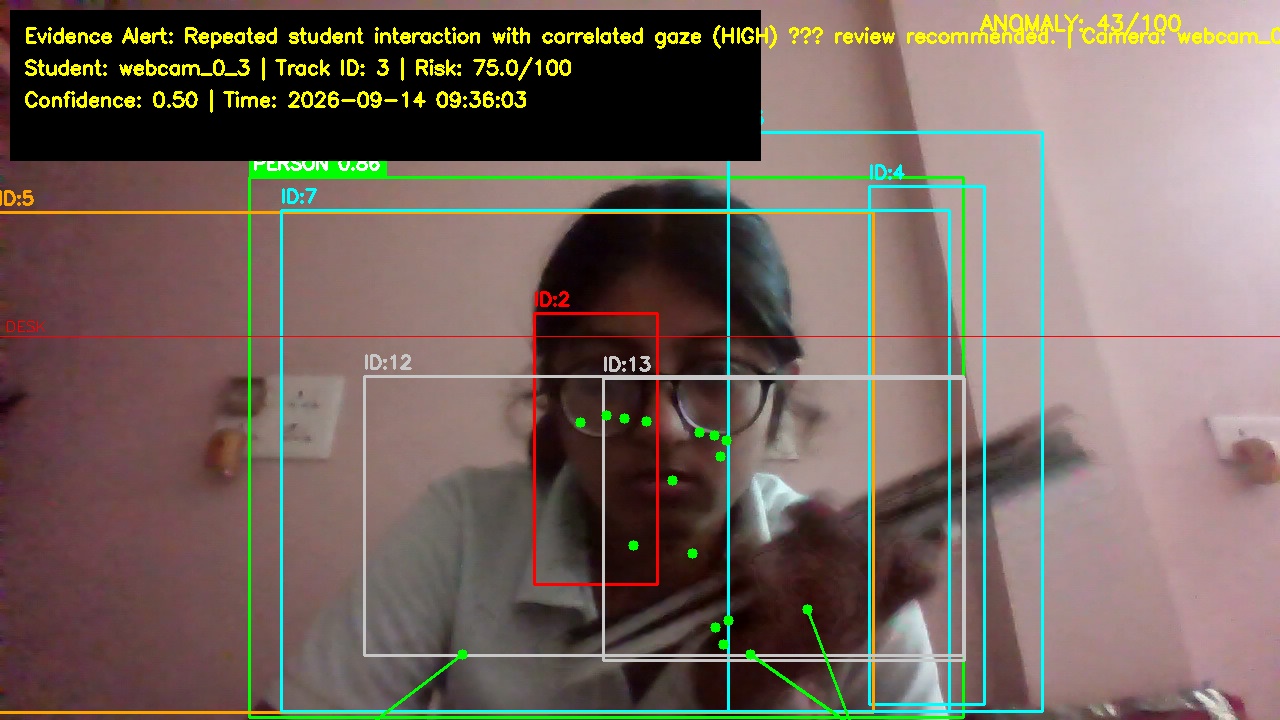 Evidence Alert: Repeated student interaction with correlated gaze (HIGH) ??? review recommended. | Camera: webcam_0
ANOMALY: 43/100
Student: webcam_0_3 | Track ID: 3 | Risk: 75.0/100
Confidence: 0.50 | Time: 2026-09-14 09:36:03
PERSON 0.86
ID:4
ID:5
ID:7
ID:2
DESK
ID:12
ID:13